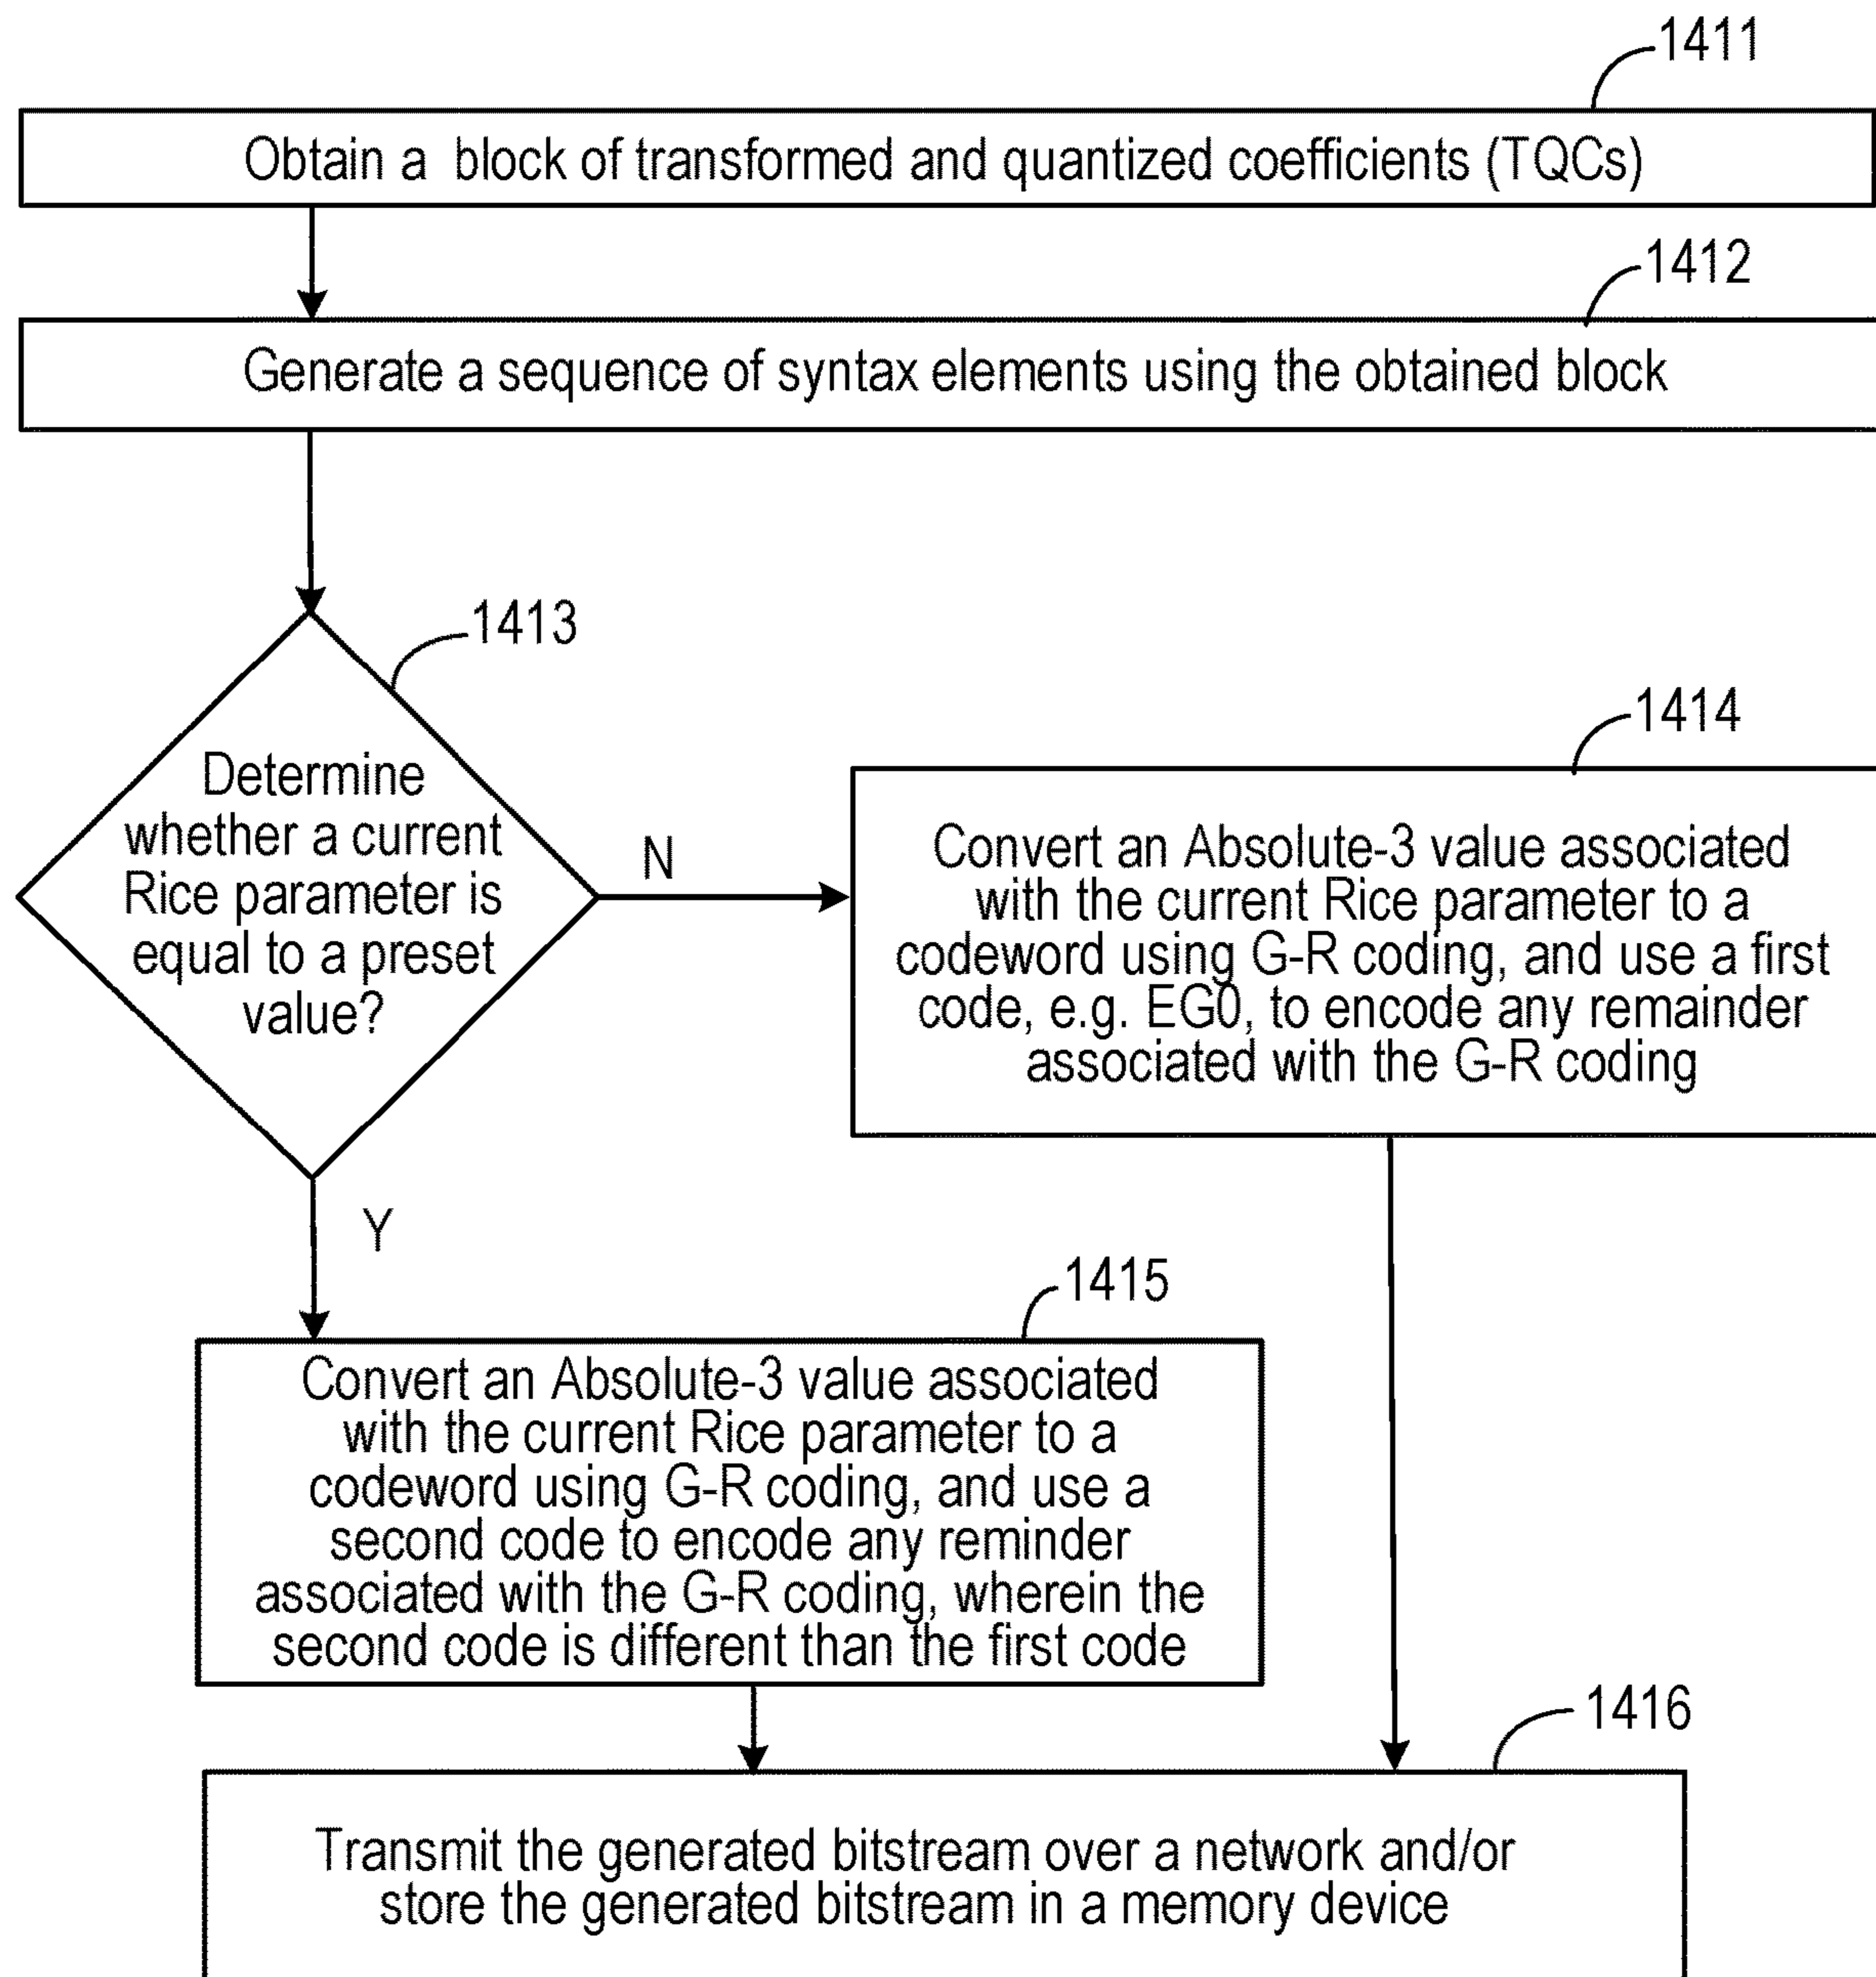 1411
Obtain a block of transformed and quantized coefficients (TQCs)
1412
Generate a sequence of syntax elements using the obtained block
1413
Determine
whether a current
Rice parameter is
equal to a preset
value?
N
1414
Convert an Absolute-3 value associated
with the current Rice parameter to a
codeword using G-R coding, and use a first
code, e.g. EG0, to encode any remainder
associated with the G-R coding
Y
1415
Convert an Absolute-3 value associated
with the current Rice parameter to a
codeword using G-R coding, and use a
second code to encode any reminder
associated with the G-R coding, wherein the
second code is different than the first code
1416
Transmit the generated bitstream over a network and/or
store the generated bitstream in a memory device